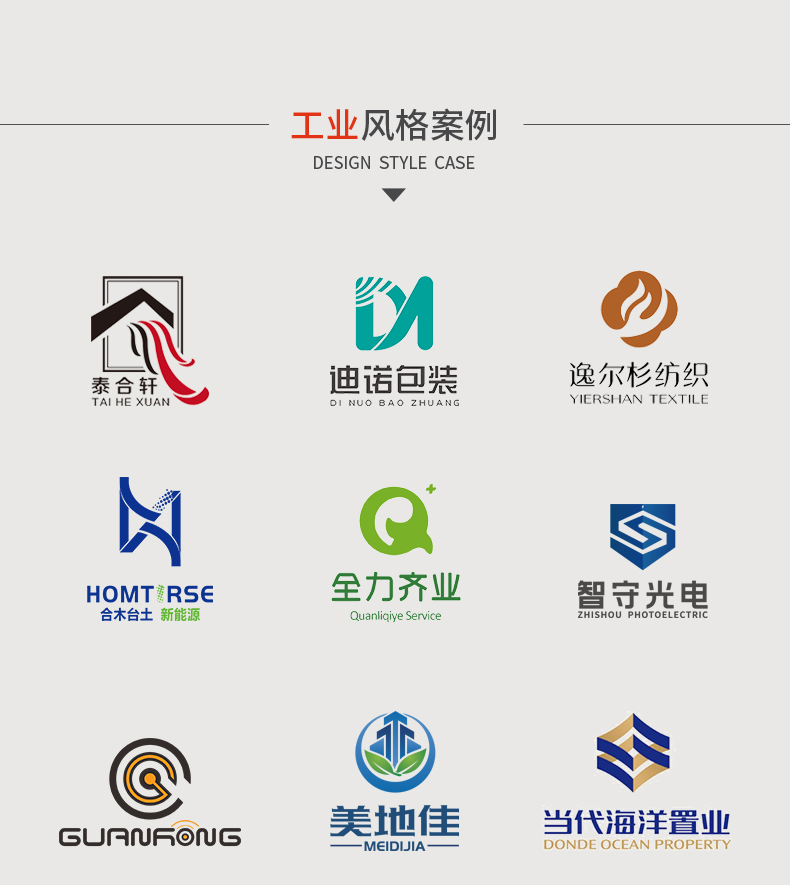 工业风格案例
DESIGN STYLE CASE
泰合轩
TAI HE XUAN
迪诺包装
DI NUO BAO ZHUANG
逸尔杉纺织
YIERSHAN TEXTILE
HOMTERSE
合木台土 新能源
全力齐业
Quanliqiye Service
智守光电
ZHISHOU PHOTOELECTRIC
GUANFONG
美地佳
MEIDIJIA
当代海洋置业
DONDE OCEAN PROPERTY